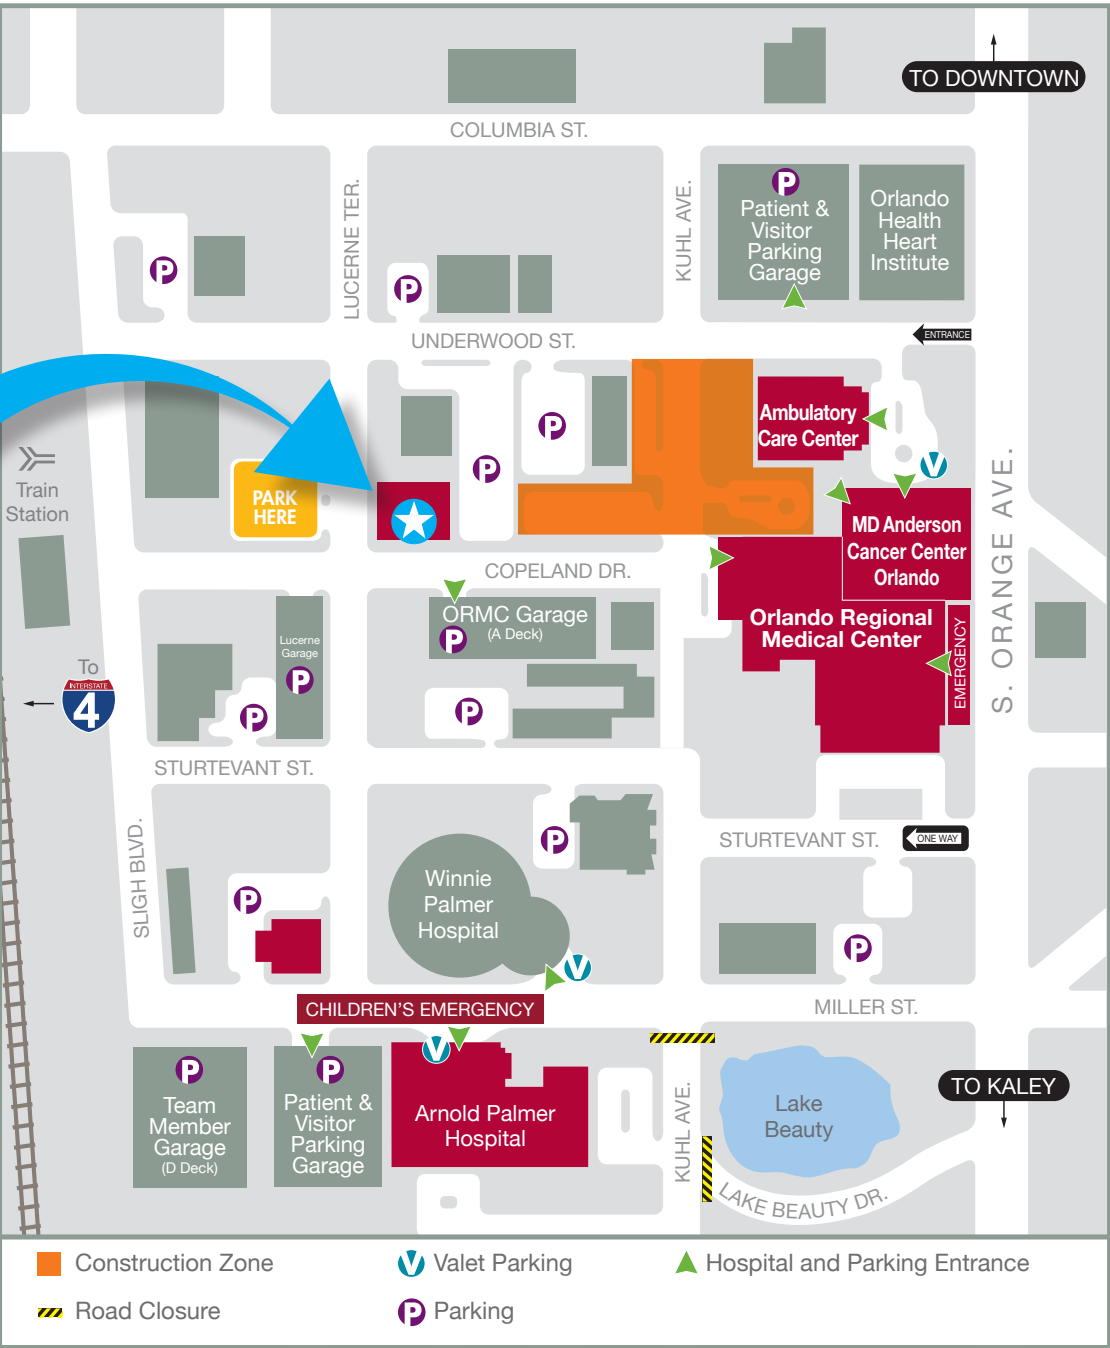 TO DOWNTOWN
COLUMBIA ST.
LUCERNE TER.
KUHL AVE.
P
Patient &
Visitor
Parking
Garage
Orlando
Health
Heart
Institute
P
P
UNDERWOOD ST.
ENTRANCE
Ambulatory
Care Center
P
P
V
Train
Station
PARK
HERE
MD Anderson
Cancer Center
Orlando
S. ORANGE AVE.
COPELAND DR.
ORMC Garage
(A Deck)
P
Orlando Regional
Medical Center
EMERGENCY
Lucerne
Garage
P
To
INTERSTATE
4
P
P
STURTEVANT ST.
SLIGH BLVD.
P
STURTEVANT ST.
ONE WAY
Winnie
Palmer
Hospital
P
P
V
CHILDREN'S EMERGENCY
MILLER ST.
P
Team
Member
Garage
(D Deck)
P
Patient &
Visitor
Parking
Garage
V
Arnold Palmer
Hospital
KUHL AVE.
Lake
Beauty
TO KALEY
LAKE BEAUTY DR.
Construction Zone
V Valet Parking
Hospital and Parking Entrance
Road Closure
P Parking